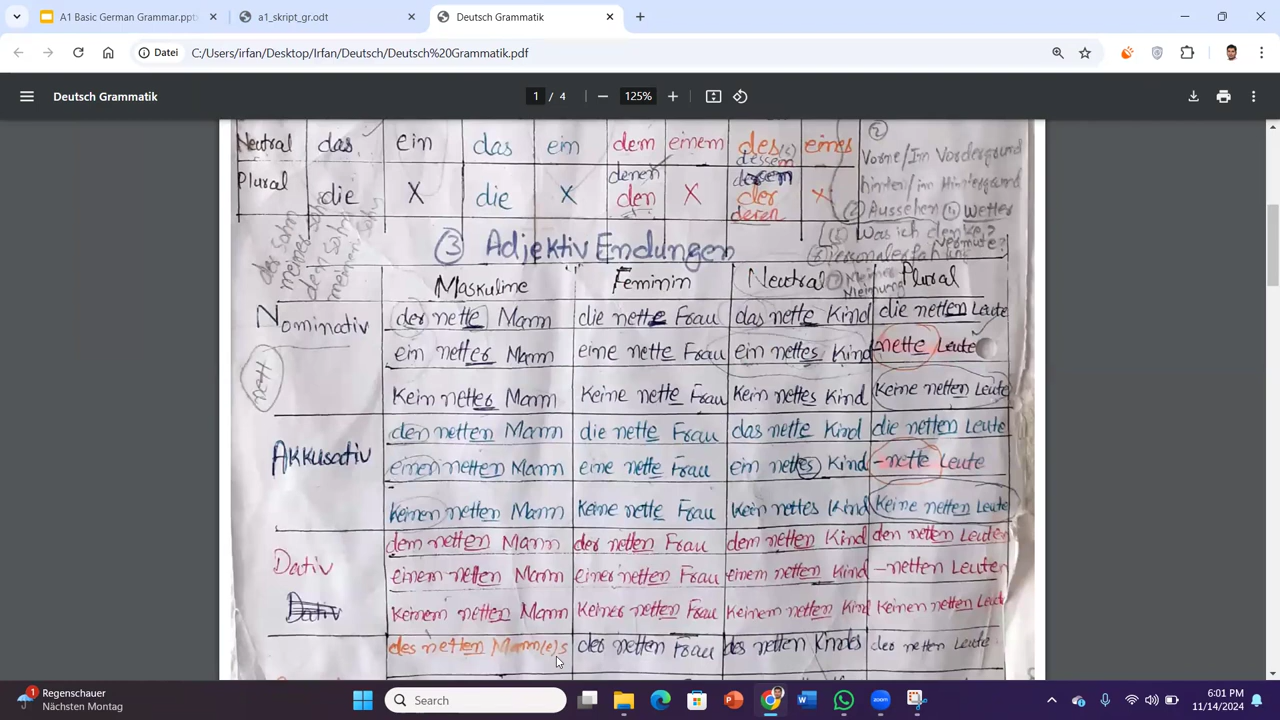 A1 Basic German Grammar.ppt
a1_skript_gr.odt
Deutsch Grammatik
Datei C:/Users/irfan/Desktop/Irfan/Deutsch/Deutsch%20Grammatik.pdf
Deutsch Grammatik
1 / 4 125%
Neutral das ein das ein dem einem des(s) eines
dessem
Plural die X die X denen den X der X
deren
Vorne/Im Vordergrund
hinten/im Hintergrund
Aussehen Wetter
Was ich denke?
③ Adjektiv Endungen
Maskuline Feminin Neutral Plural
Nominativ der nette Mann die nette Frau das nette Kind die netten Leute
ein netter Mann eine nette Frau ein nettes Kind -nette Leute
nett
Kein netter Mann Keine nette Frau Kein nettes Kind Keine netten Leute
AKKusativ den netten Mann die nette Frau das nette Kind die netten Leute
einen netten Mann eine nette Frau ein nettes Kind -nette Leute
keinen netten Mann Keine nette Frau Kein nettes Kind Keine netten Leute
Dativ dem netten Mann der netten Frau dem netten Kind den netten Leuten
einem netten Mann einer netten Frau einem netten Kind -netten Leuten
Dativ
Keinem netten Mann Keiner netten Frau Keinem netten Kind Keinen netten Leut
des netten Mann(e)s der netten Frau des netten Kindes der netten Leute
1 Regenschauer
Nächsten Montag
Search
zoom
6:01 PM
11/14/2024